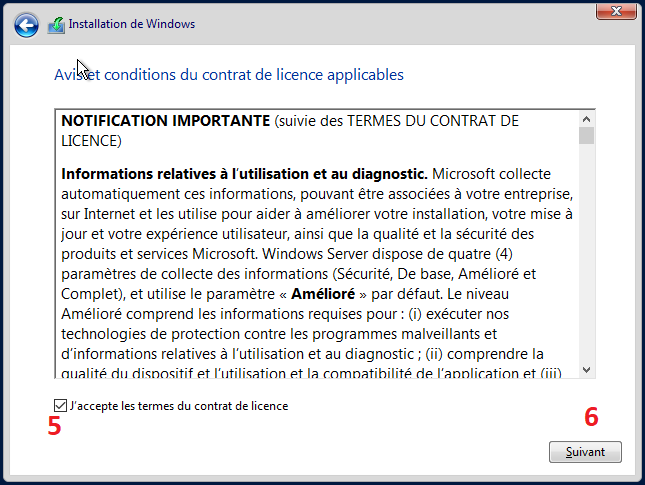 Installation de Windows
Avis et conditions du contrat de licence applicables
NOTIFICATION IMPORTANTE (suivie des TERMES DU CONTRAT DE
LICENCE)
Informations relatives à l'utilisation et au diagnostic. Microsoft collecte
automatiquement ces informations, pouvant être associées à votre entreprise,
sur Internet et les utilise pour aider à améliorer votre installation, votre mise à
jour et votre expérience utilisateur, ainsi que la qualité et la sécurité des
produits et services Microsoft. Windows Server dispose de quatre (4)
paramètres de collecte des informations (Sécurité, De base, Amélioré et
Complet), et utilise le paramètre « Amélioré » par défaut. Le niveau
Amélioré comprend les informations requises pour : (i) exécuter nos
technologies de protection contre les programmes malveillants et
d'informations relatives à l'utilisation et au diagnostic ; (ii) comprendre la
qualité du dispositif et l'utilisation et la compatibilité de l'application et (iii)
J'accepte les termes du contrat de licence
5
6
Suivant